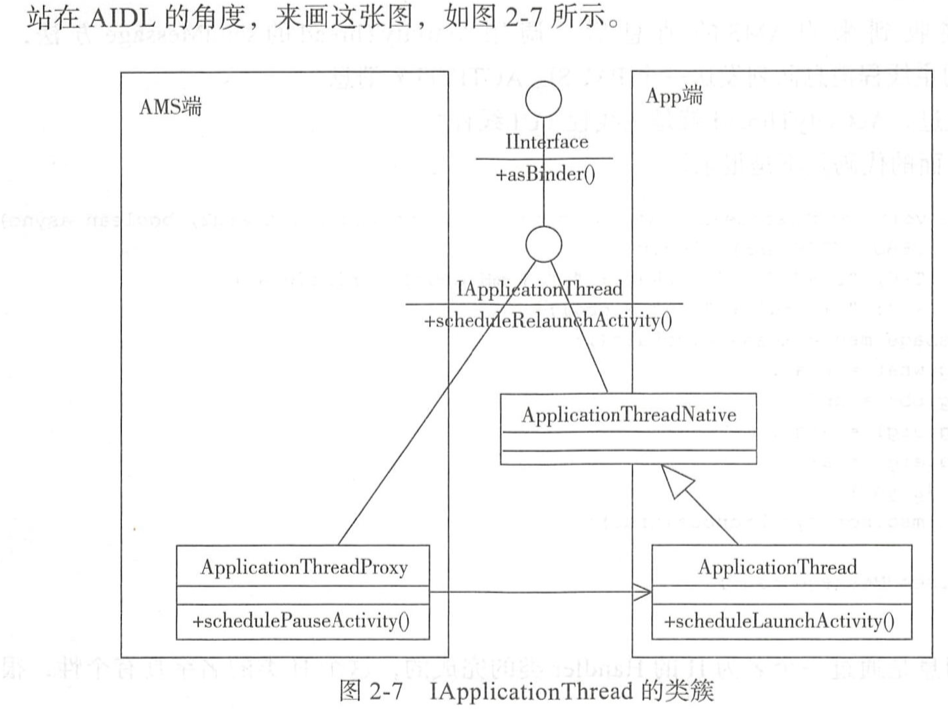 站在 AIDL 的角度，来画这张图，如图 2-7 所示。
AMS端
App端
IInterface
+asBinder()
IApplicationThread
+scheduleRelaunchActivity()
ApplicationThreadNative
ApplicationThreadProxy
+schedulePauseActivity()
ApplicationThread
+scheduleLaunchActivity()
图 2-7 IApplicationThread 的类簇